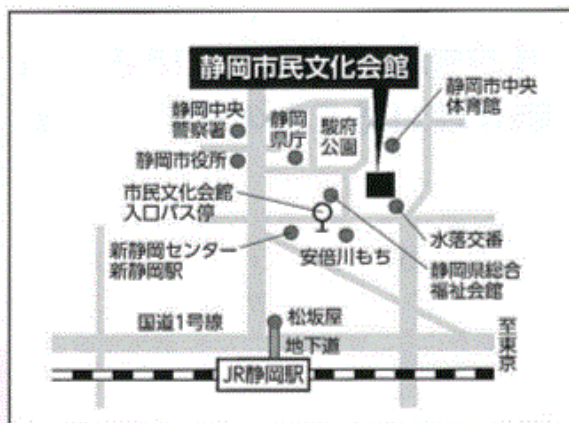 静岡市民文化会館
静岡中央
警察署
静岡
県庁
駿府
公園
静岡市中央
体育館
静岡市役所
市民文化会館
入口バス停
水落交番
新静岡センター
新静岡駅
安倍川もち
静岡県総合
福祉会館
国道1号線
松坂屋
地下道
至東京
JR静岡駅